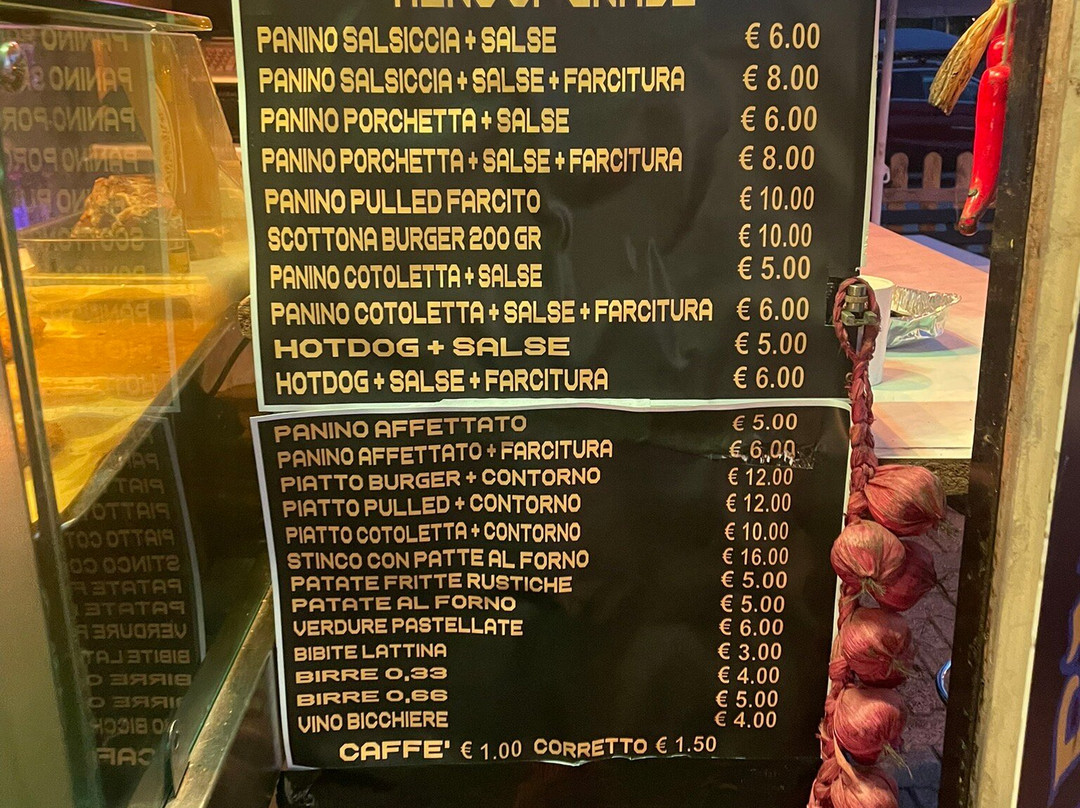 PANINO SALSICCIA + SALSE € 6.00
PANINO SALSICCIA + SALSE + FARCITURA € 8.00
PANINO PORCHETTA + SALSE € 6.00
PANINO PORCHETTA + SALSE + FARCITURA € 8.00
PANINO PULLED FARCITO € 10.00
SCOTTONA BURGER 200 GR € 10.00
PANINO COTOLETTA + SALSE € 5.00
PANINO COTOLETTA + SALSE + FARCITURA € 6.00
HOTDOG + SALSE € 5.00
HOTDOG + SALSE + FARCITURA € 6.00
PANINO AFFETTATO € 5.00
PANINO AFFETTATO + FARCITURA € 6.00
PIATTO BURGER + CONTORNO € 12.00
PIATTO PULLED + CONTORNO € 12.00
PIATTO COTOLETTA + CONTORNO € 10.00
STINCO CON PATTE AL FORNO € 16.00
PATATE FRITTE RUSTICHE € 5.00
PATATE AL FORNO € 5.00
VERDURE PASTELLATE € 6.00
BIBITE LATTINA € 3.00
BIRRE 0,33 € 4.00
BIRRE 0,66 € 5.00
VINO BICCHIERE € 4.00
CAFFE' € 1.00 CORRETTO € 1.50